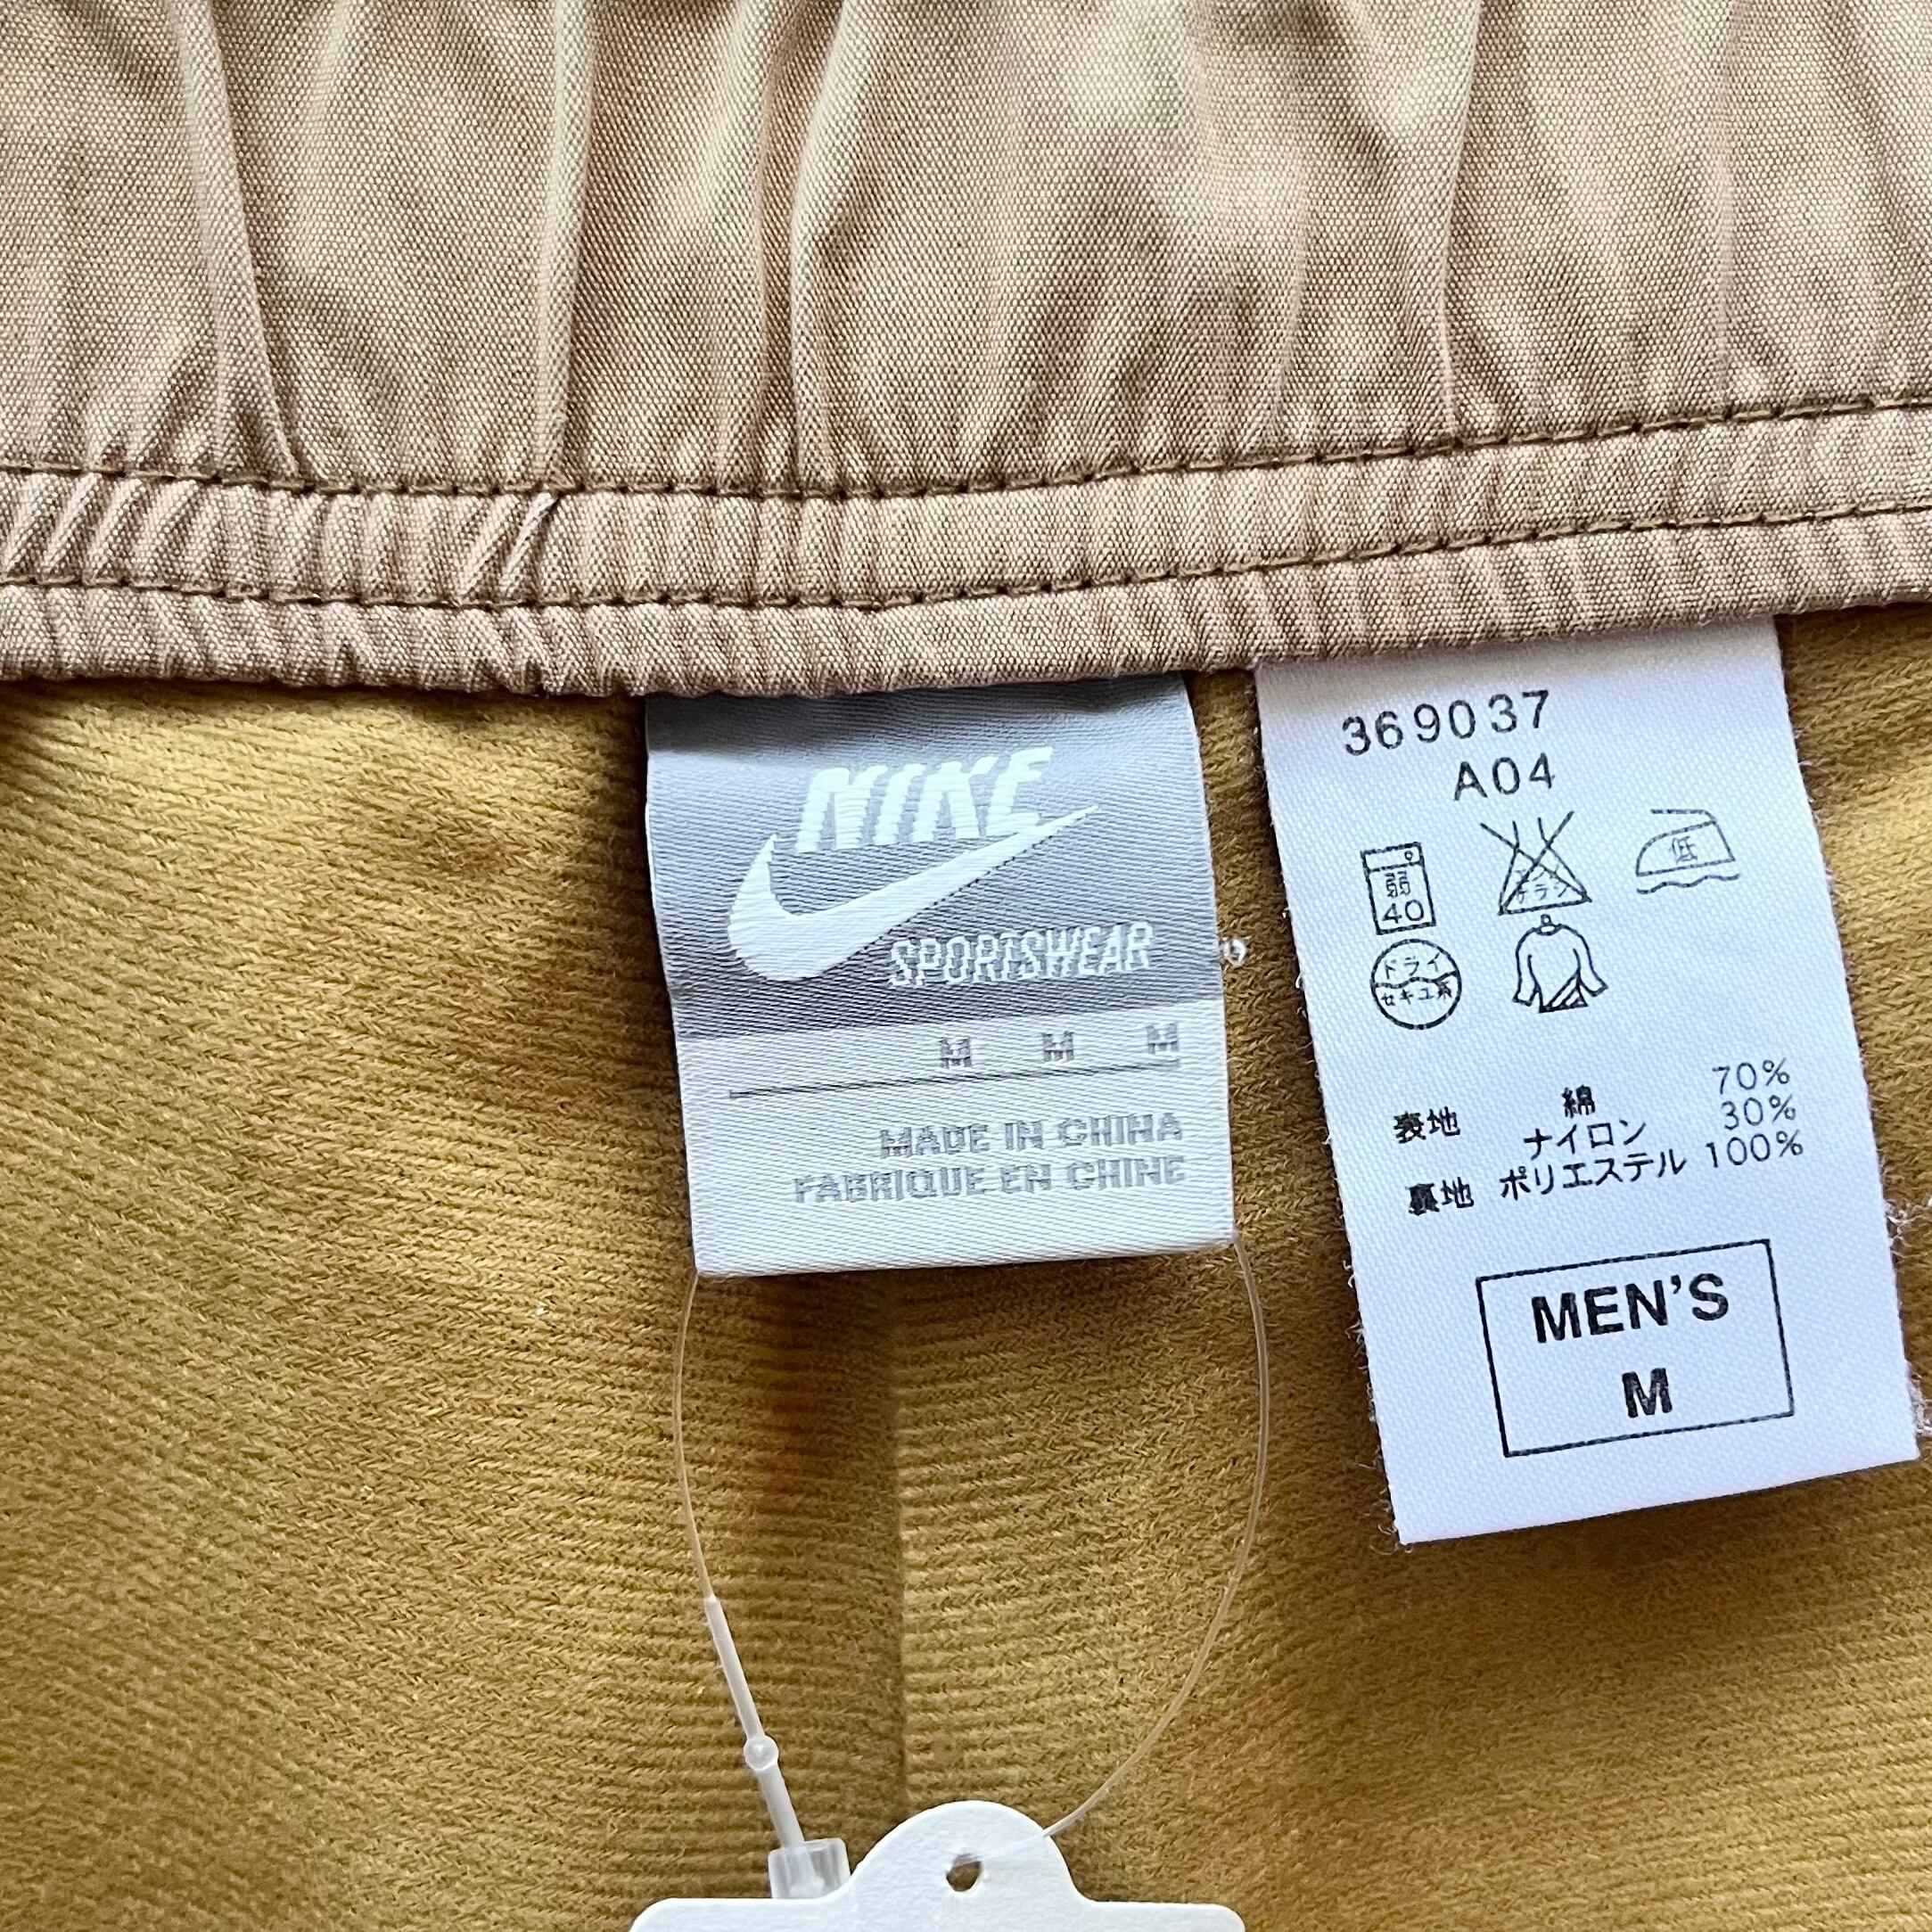 NIKE
SPORTSWEAR
M M M
MADE IN CHINA
FABRIQUE EN CHINE
369037
A04
弱
40
低
ドライ
セキユ系
表地 綿 70%
ナイロン 30%
裏地 ポリエステル 100%
MEN'S
M